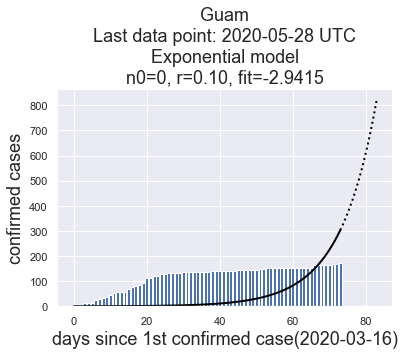 Guam
Last data point: 2020-05-28 UTC
Exponential model
n0=0, r=0.10, fit=-2.9415
800
700
600
500
400
300
200
100
0
confirmed cases
0 20 40 60 80
days since 1st confirmed case(2020-03-16)